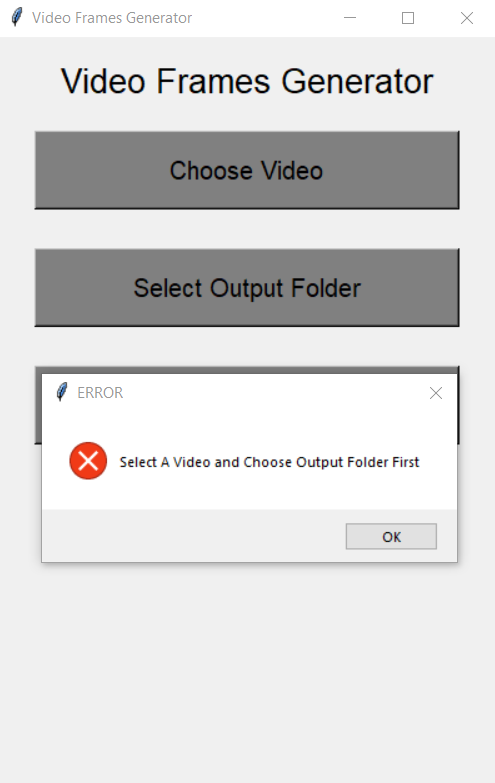 Video Frames Generator
Video Frames Generator
Choose Video
Select Output Folder
ERROR
Select A Video and Choose Output Folder First
OK